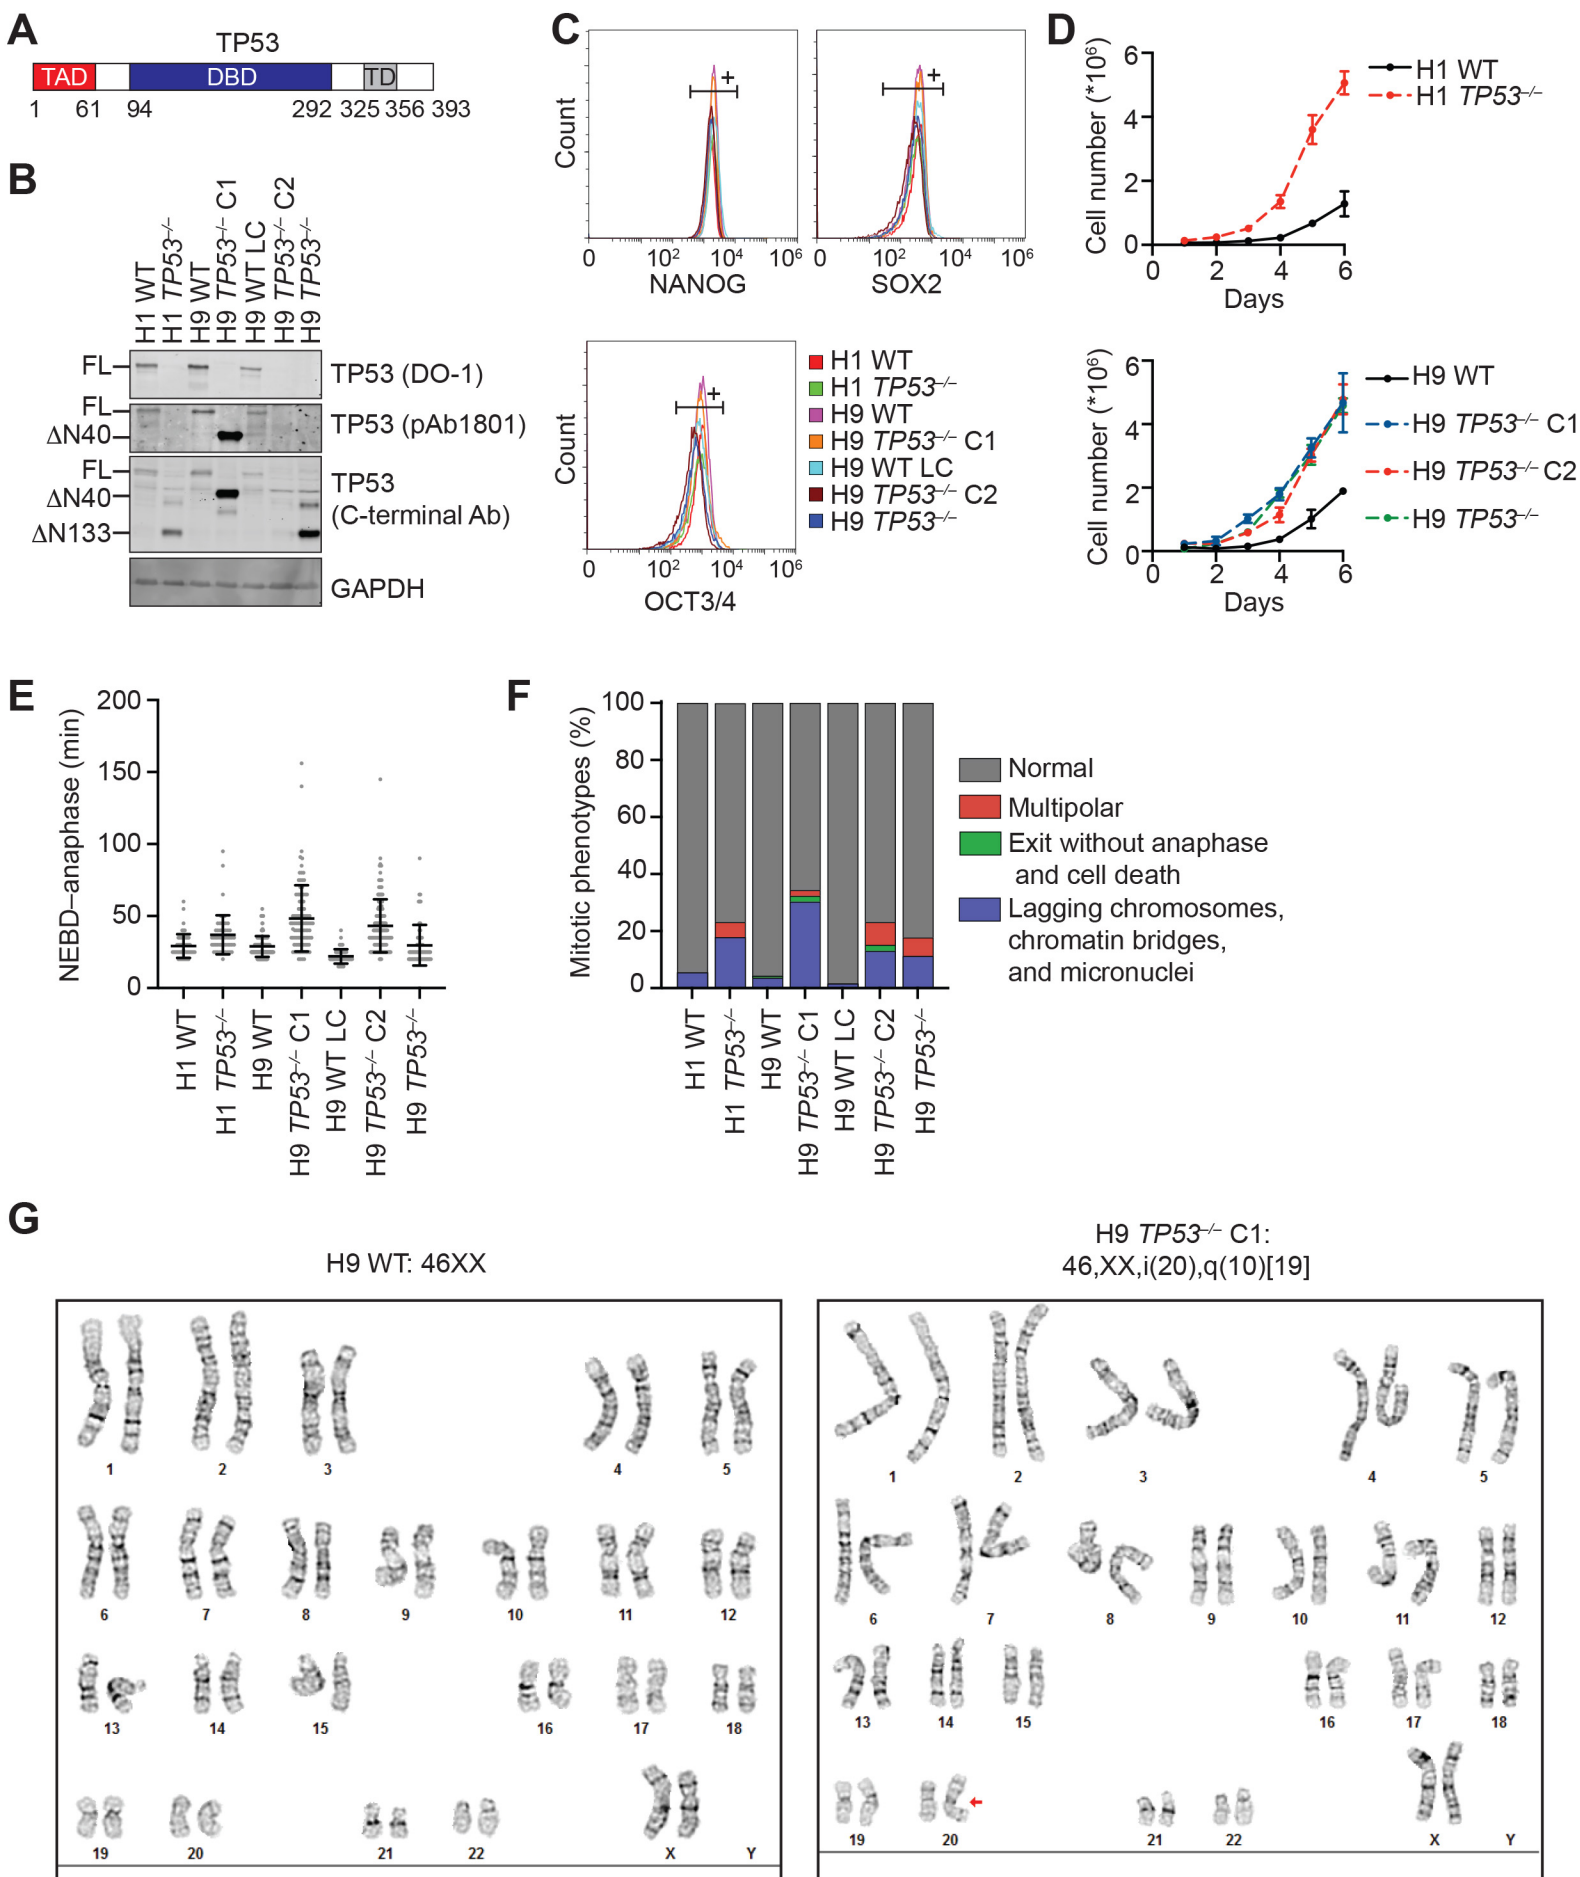 A
TP53
TAD DBD TD
1 61 94 292 325 356 393
B
H1 WT
H1 TP53–/–
H9 WT
H9 TP53–/– C1
H9 WT LC
H9 TP53–/– C2
H9 TP53–/–
FL
TP53 (DO-1)
FL
ΔN40
TP53 (pAb1801)
FL
ΔN40
ΔN133
TP53
(C-terminal Ab)
GAPDH
C
Count
+
0 10² 10⁴ 10⁶
NANOG
+
0 10² 10⁴ 10⁶
SOX2
Count
+
0 10² 10⁴ 10⁶
OCT3/4
H1 WT
H1 TP53–/–
H9 WT
H9 TP53–/– C1
H9 WT LC
H9 TP53–/– C2
H9 TP53–/–
D
Cell number (*10⁶)
6
4
2
0
0 2 4 6
Days
H1 WT
H1 TP53–/–
Cell number (*10⁶)
6
4
2
0
0 2 4 6
Days
H9 WT
H9 TP53–/– C1
H9 TP53–/– C2
H9 TP53–/–
E
NEBD–anaphase (min)
200
150
100
50
0
H1 WT
H1 TP53–/–
H9 WT
H9 TP53–/– C1
H9 WT LC
H9 TP53–/– C2
H9 TP53–/–
F
Mitotic phenotypes (%)
100
80
60
40
20
0
H1 WT
H1 TP53–/–
H9 WT
H9 TP53–/– C1
H9 WT LC
H9 TP53–/– C2
H9 TP53–/–
Normal
Multipolar
Exit without anaphase
and cell death
Lagging chromosomes,
chromatin bridges,
and micronuclei
G
H9 WT: 46XX
1 2 3 4 5
6 7 8 9 10 11 12
13 14 15 16 17 18
19 20 21 22 X Y
H9 TP53–/– C1:
46,XX,i(20),q(10)[19]
1 2 3 4 5
6 7 8 9 10 11 12
13 14 15 16 17 18
19 20 21 22 X Y